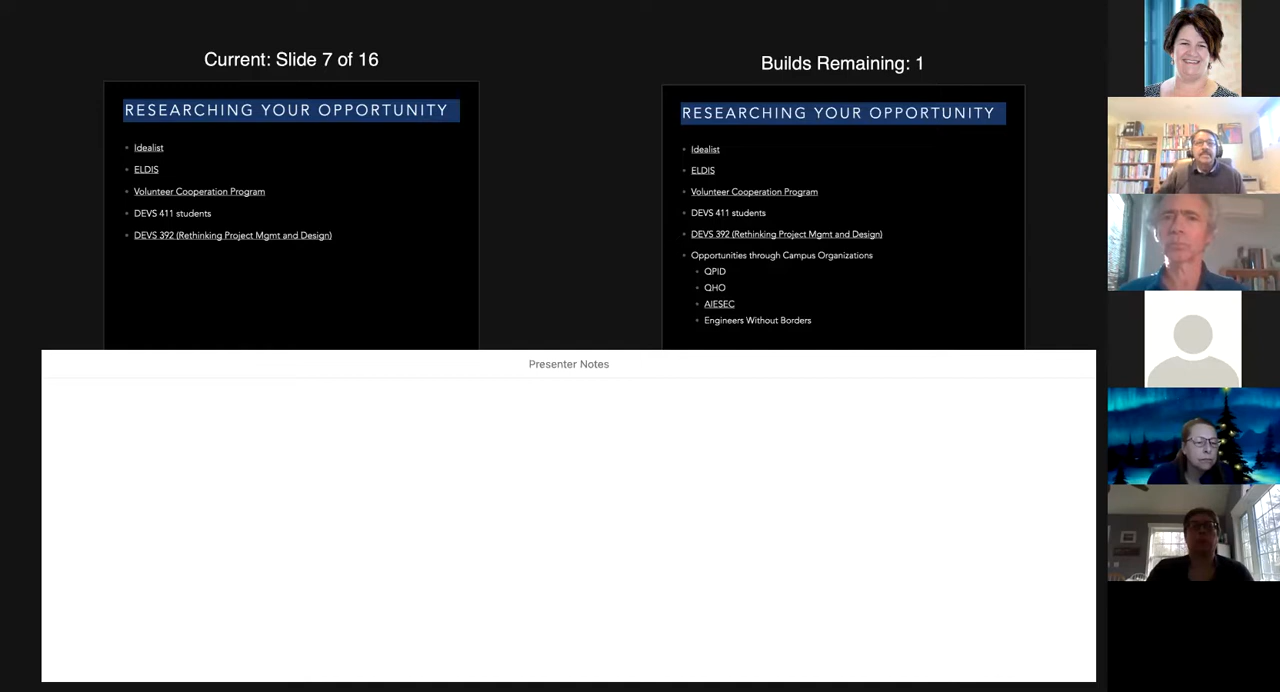 Current: Slide 7 of 16
RESEARCHING YOUR OPPORTUNITY
Idealist
ELDIS
Volunteer Cooperation Program
DEVS 411 students
DEVS 392 (Rethinking Project Mgmt and Design)
Builds Remaining: 1
RESEARCHING YOUR OPPORTUNITY
Idealist
ELDIS
Volunteer Cooperation Program
DEVS 411 students
DEVS 392 (Rethinking Project Mgmt and Design)
Opportunities through Campus Organizations
QPID
QHO
AIESEC
Engineers Without Borders
Presenter Notes